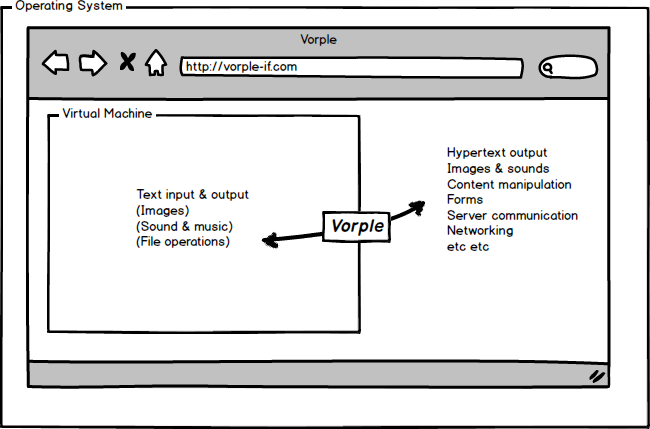 Operating System
Vorple
http://vorple-if.com
Virtual Machine
Text input & output
(Images)
(Sound & music)
(File operations)
Vorple
Hypertext output
Images & sounds
Content manipulation
Forms
Server communication
Networking
etc etc